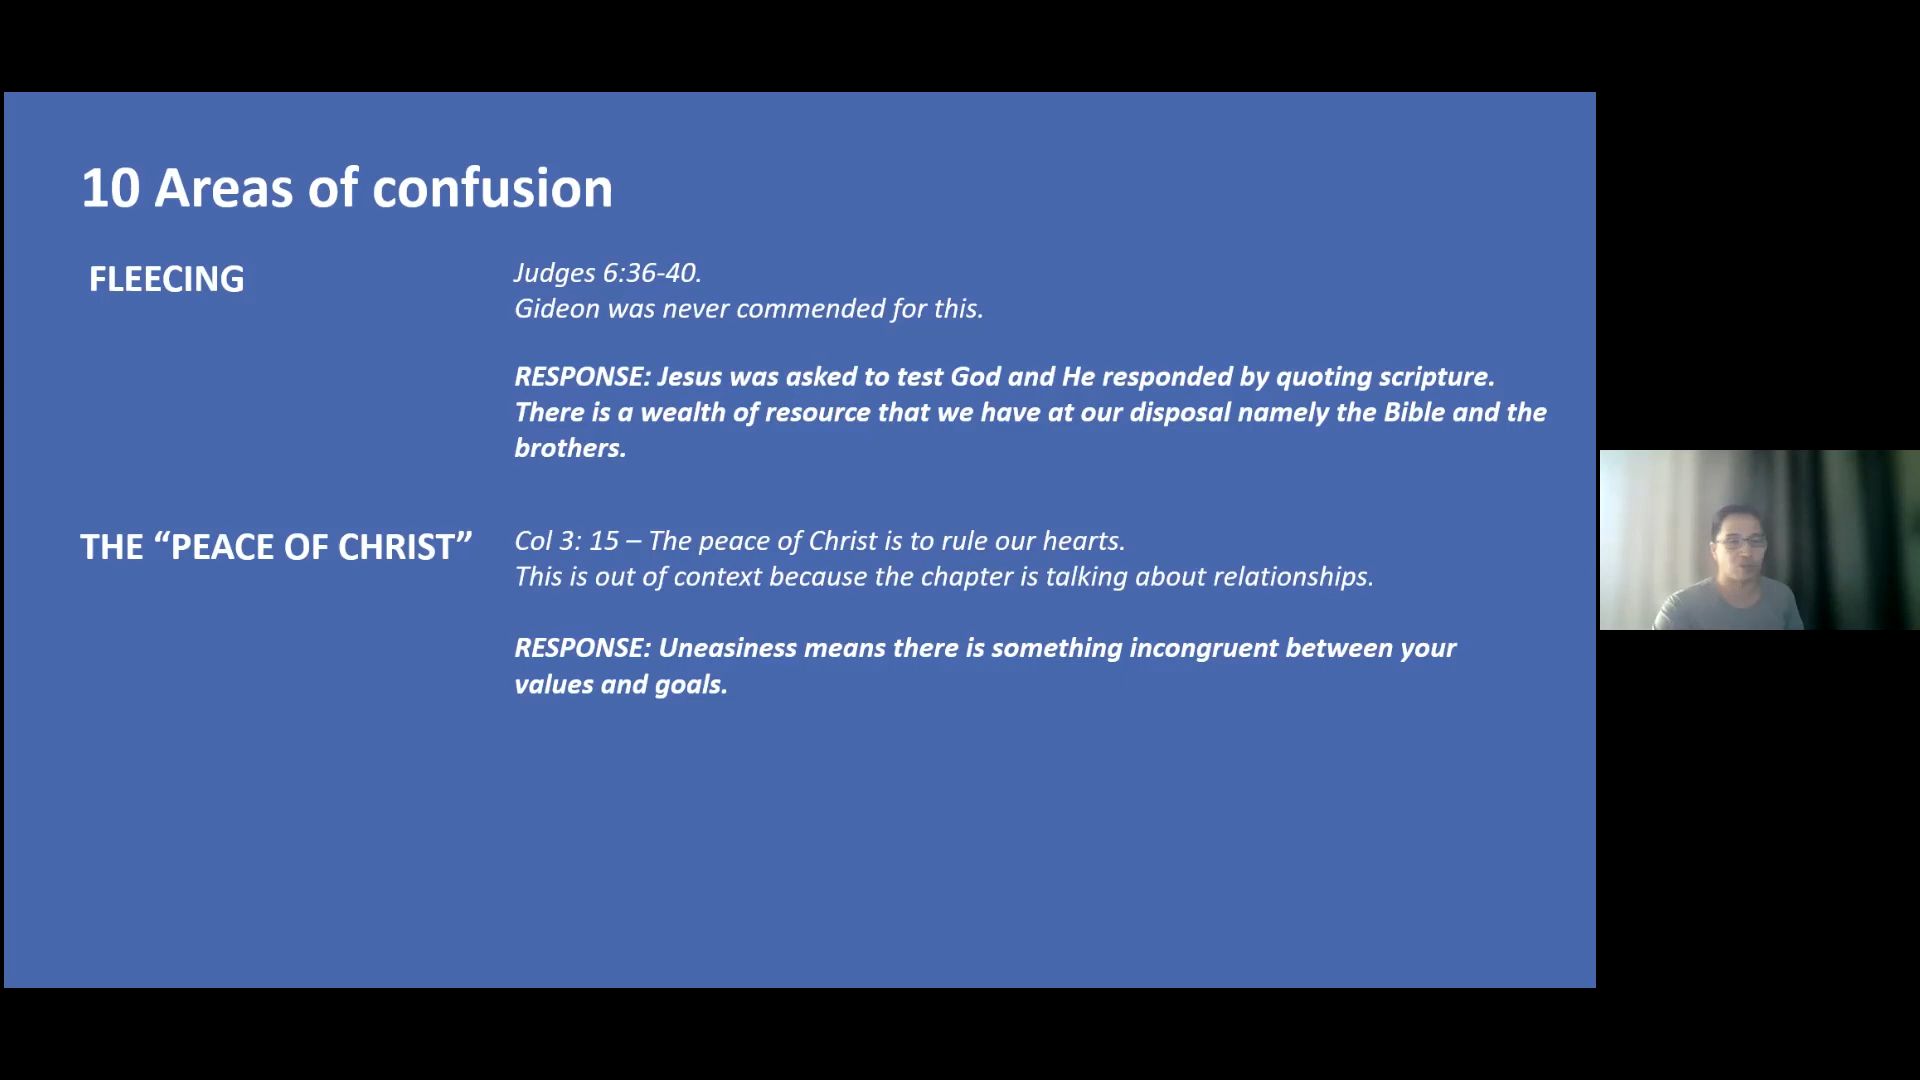 10 Areas of confusion
FLEECING
Judges 6:36-40.
Gideon was never commended for this.
RESPONSE: Jesus was asked to test God and He responded by quoting scripture.
There is a wealth of resource that we have at our disposal namely the Bible and the
brothers.
THE “PEACE OF CHRIST”
Col 3: 15 – The peace of Christ is to rule our hearts.
This is out of context because the chapter is talking about relationships.
RESPONSE: Uneasiness means there is something incongruent between your
values and goals.